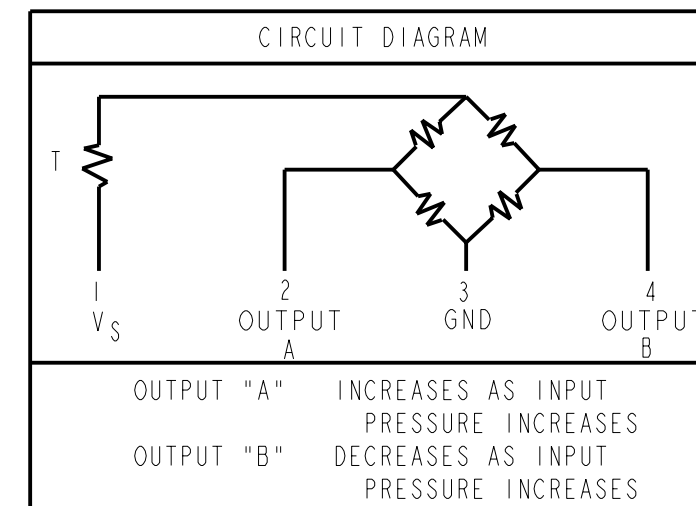 CIRCUIT DIAGRAM
T
1 2 3 4
VS OUTPUT GND OUTPUT
A B
OUTPUT "A" INCREASES AS INPUT
PRESSURE INCREASES
OUTPUT "B" DECREASES AS INPUT
PRESSURE INCREASES